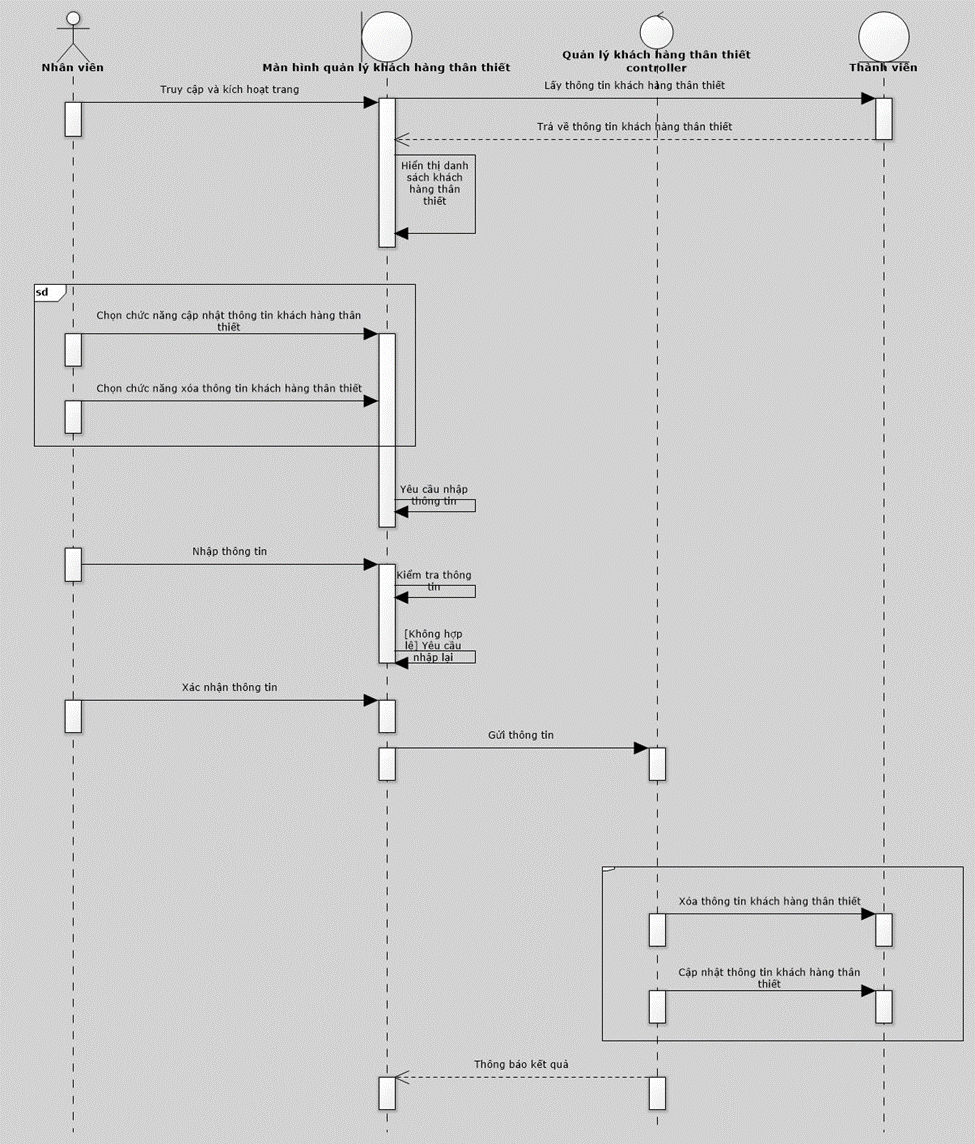 Nhân viên
Màn hình quản lý khách hàng thân thiết
Quản lý khách hàng thân thiết
controller
Thành viên
Truy cập và kích hoạt trang
Lấy thông tin khách hàng thân thiết
Trả về thông tin khách hàng thân thiết
Hiển thị danh
sách khách
hàng thân
thiết
sd
Chọn chức năng cập nhật thông tin khách hàng thân
thiết
Chọn chức năng xóa thông tin khách hàng thân thiết
Yêu cầu nhập
thông tin
Nhập thông tin
Kiểm tra thông
tin
[Không hợp
lệ] Yêu cầu
nhập lại
Xác nhận thông tin
Gửi thông tin
Xóa thông tin khách hàng thân thiết
Cập nhật thông tin khách hàng thân
thiết
Thông báo kết quả